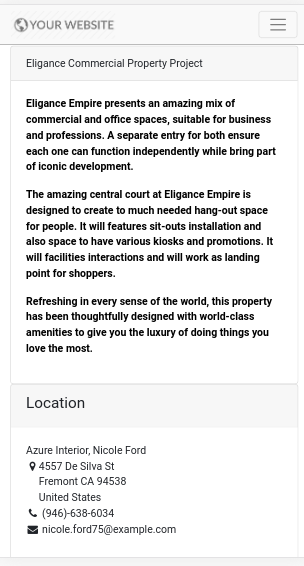 YOUR WEBSITE
Eligance Commercial Property Project
Eligance Empire presents an amazing mix of
commercial and office spaces, suitable for business
and professions. A separate entry for both ensure
each one can function independently while bring part
of iconic development.
The amazing central court at Eligance Empire is
designed to create to much needed hang-out space
for people. It will features sit-outs installation and
also space to have various kiosks and promotions. It
will facilities interactions and will work as landing
point for shoppers.
Refreshing in every sense of the world, this property
has been thoughtfully designed with world-class
amenities to give you the luxury of doing things you
love the most.
Location
Azure Interior, Nicole Ford
4557 De Silva St
Fremont CA 94538
United States
(946)-638-6034
nicole.ford75@example.com